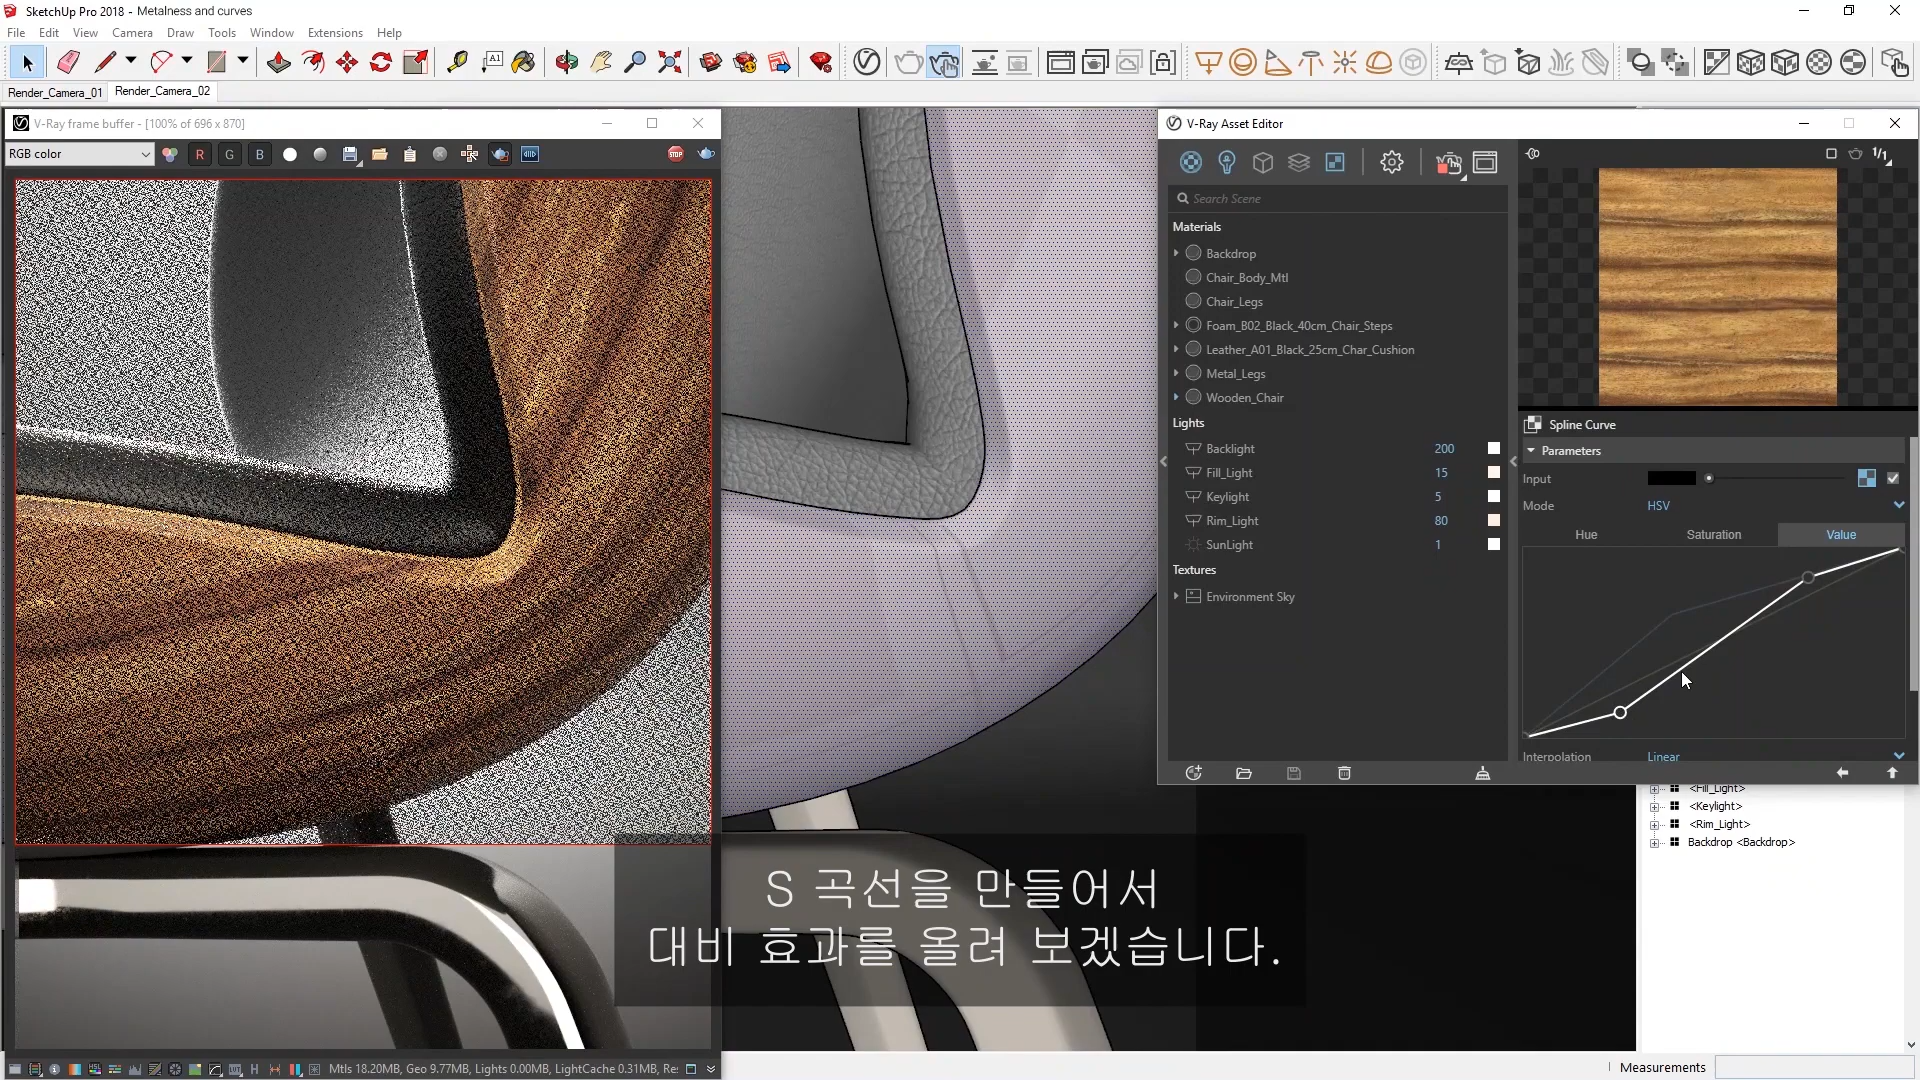 SketchUp Pro 2018 - Metalness and curves
File Edit View Camera Draw Tools Window Extensions Help
Render_Camera_01 Render_Camera_02
V-Ray frame buffer - [100% of 696 x 870]
RGB color R G B STOP
V-Ray Asset Editor
1/1
Search Scene
Materials
Backdrop
Chair_Body_Mtl
Chair_Legs
Foam_B02_Black_40cm_Chair_Steps
Leather_A01_Black_25cm_Char_Cushion
Metal_Legs
Wooden_Chair
Lights
Backlight 200
Fill_Light 15
Keylight 5
Rim_Light 80
SunLight 1
Textures
Environment Sky
Spline Curve
Parameters
Input
Mode HSV
Hue Saturation Value
Interpolation Linear
<Fill_Light>
<Keylight>
<Rim_Light>
Backdrop <Backdrop>
S 곡선을 만들어서
대비 효과를 올려 보겠습니다.
Mtls 18.20MB, Geo 9.77MB, Lights 0.00MB, LightCache 0.31MB, Re:
Measurements